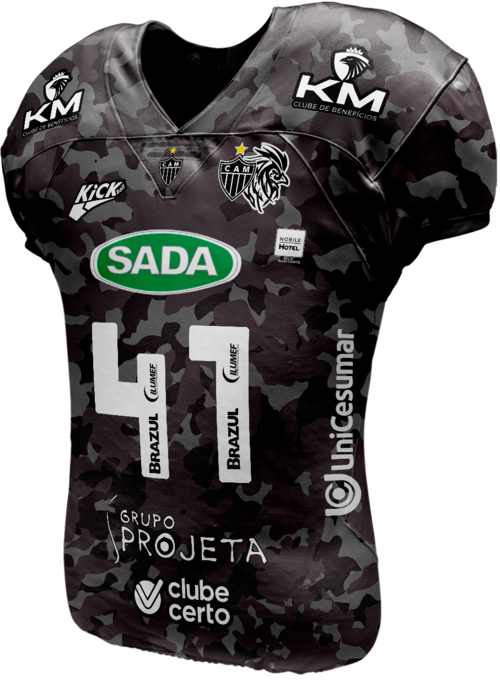 KM
CLUBE DE BENEFÍCIOS
KM
CLUBE DE BENEFÍCIOS
CAM
CAM
KICK
NOBILE
HOTEL
SADA
41
BRAZUL
ILUMEF
BRAZUL
ILUMEF
UniCesumar
GRUPO
PROJETA
clube
certo